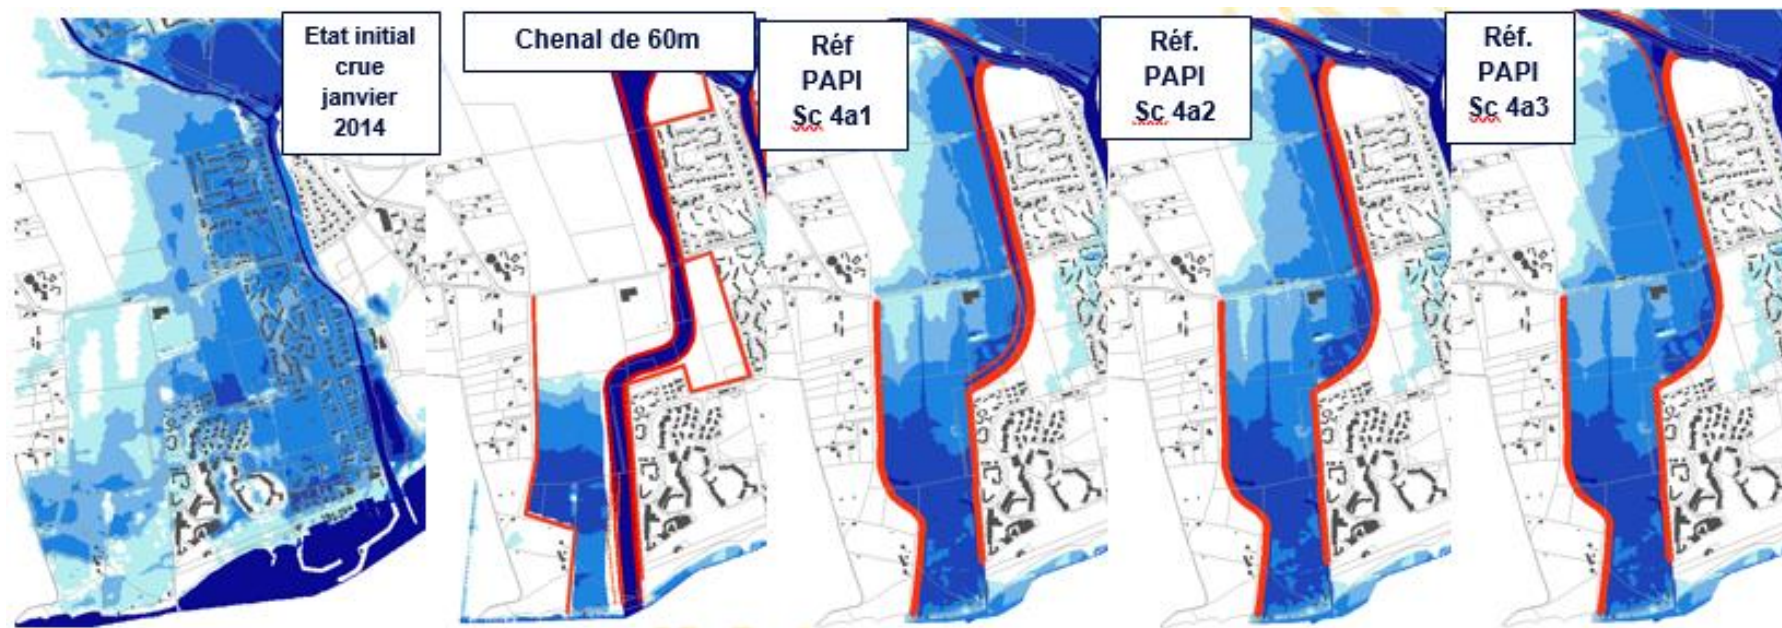 Etat initial
crue
janvier
2014
Chenal de 60m
Réf
PAPI
Sc 4a1
Réf.
PAPI
Sc 4a2
Réf.
PAPI
Sc 4a3